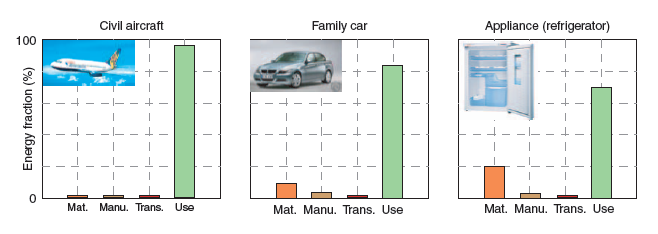 Civil aircraft
Family car
Appliance (refrigerator)
100
Energy fraction (%)
0
Mat. Manu. Trans. Use
Mat. Manu. Trans. Use
Mat. Manu. Trans. Use